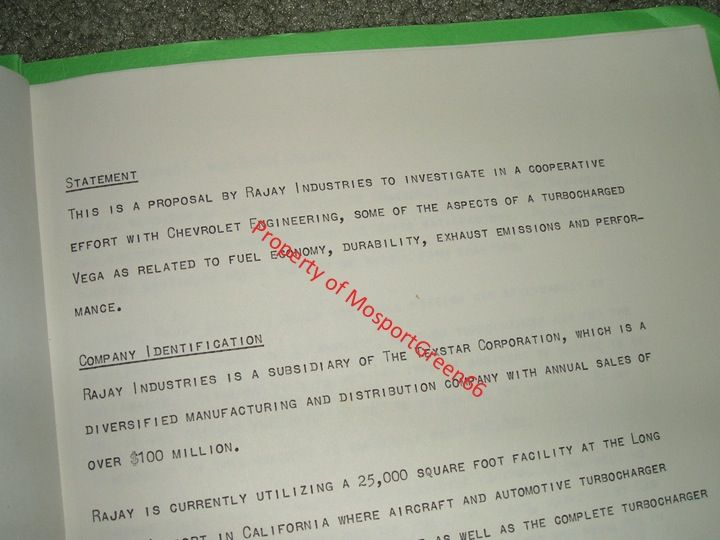 STATEMENT
THIS IS A PROPOSAL BY RAJAY INDUSTRIES TO INVESTIGATE IN A COOPERATIVE
EFFORT WITH CHEVROLET ENGINEERING, SOME OF THE ASPECTS OF A TURBOCHARGED
VEGA AS RELATED TO FUEL ECONOMY, DURABILITY, EXHAUST EMISSIONS AND PERFOR-
MANCE.
COMPANY IDENTIFICATION
RAJAY INDUSTRIES IS A SUBSIDIARY OF THE CORPORATION, WHICH IS A
DIVERSIFIED MANUFACTURING AND DISTRIBUTION COMPANY WITH ANNUAL SALES OF
OVER $100 MILLION.
RAJAY IS CURRENTLY UTILIZING A 25,000 SQUARE FOOT FACILITY AT THE LONG
IN CALIFORNIA WHERE AIRCRAFT AND AUTOMOTIVE TURBOCHARGER
AS WELL AS THE COMPLETE TURBOCHARGER
Property of MosportGreen66